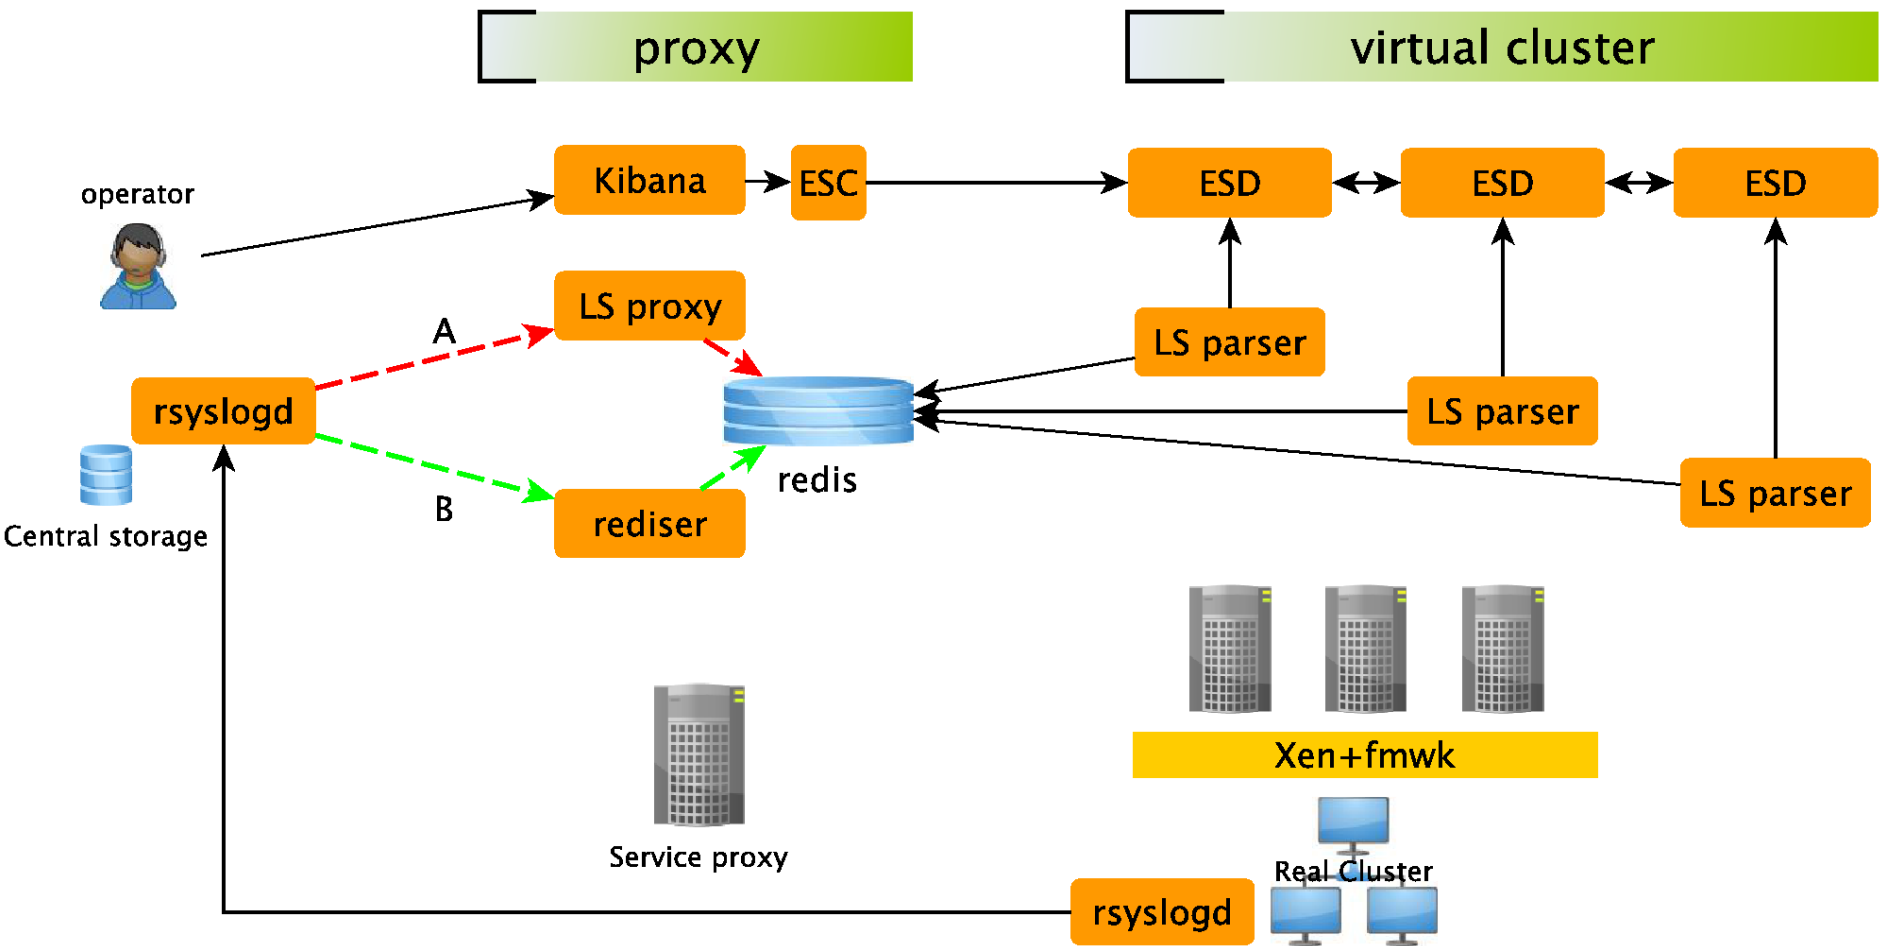 proxy
virtual cluster
operator
Kibana
ESC
ESD
ESD
ESD
LS proxy
A
LS parser
rsyslogd
LS parser
redis
LS parser
B
rediser
Central storage
Xen+fmwk
Service proxy
Real Cluster
rsyslogd